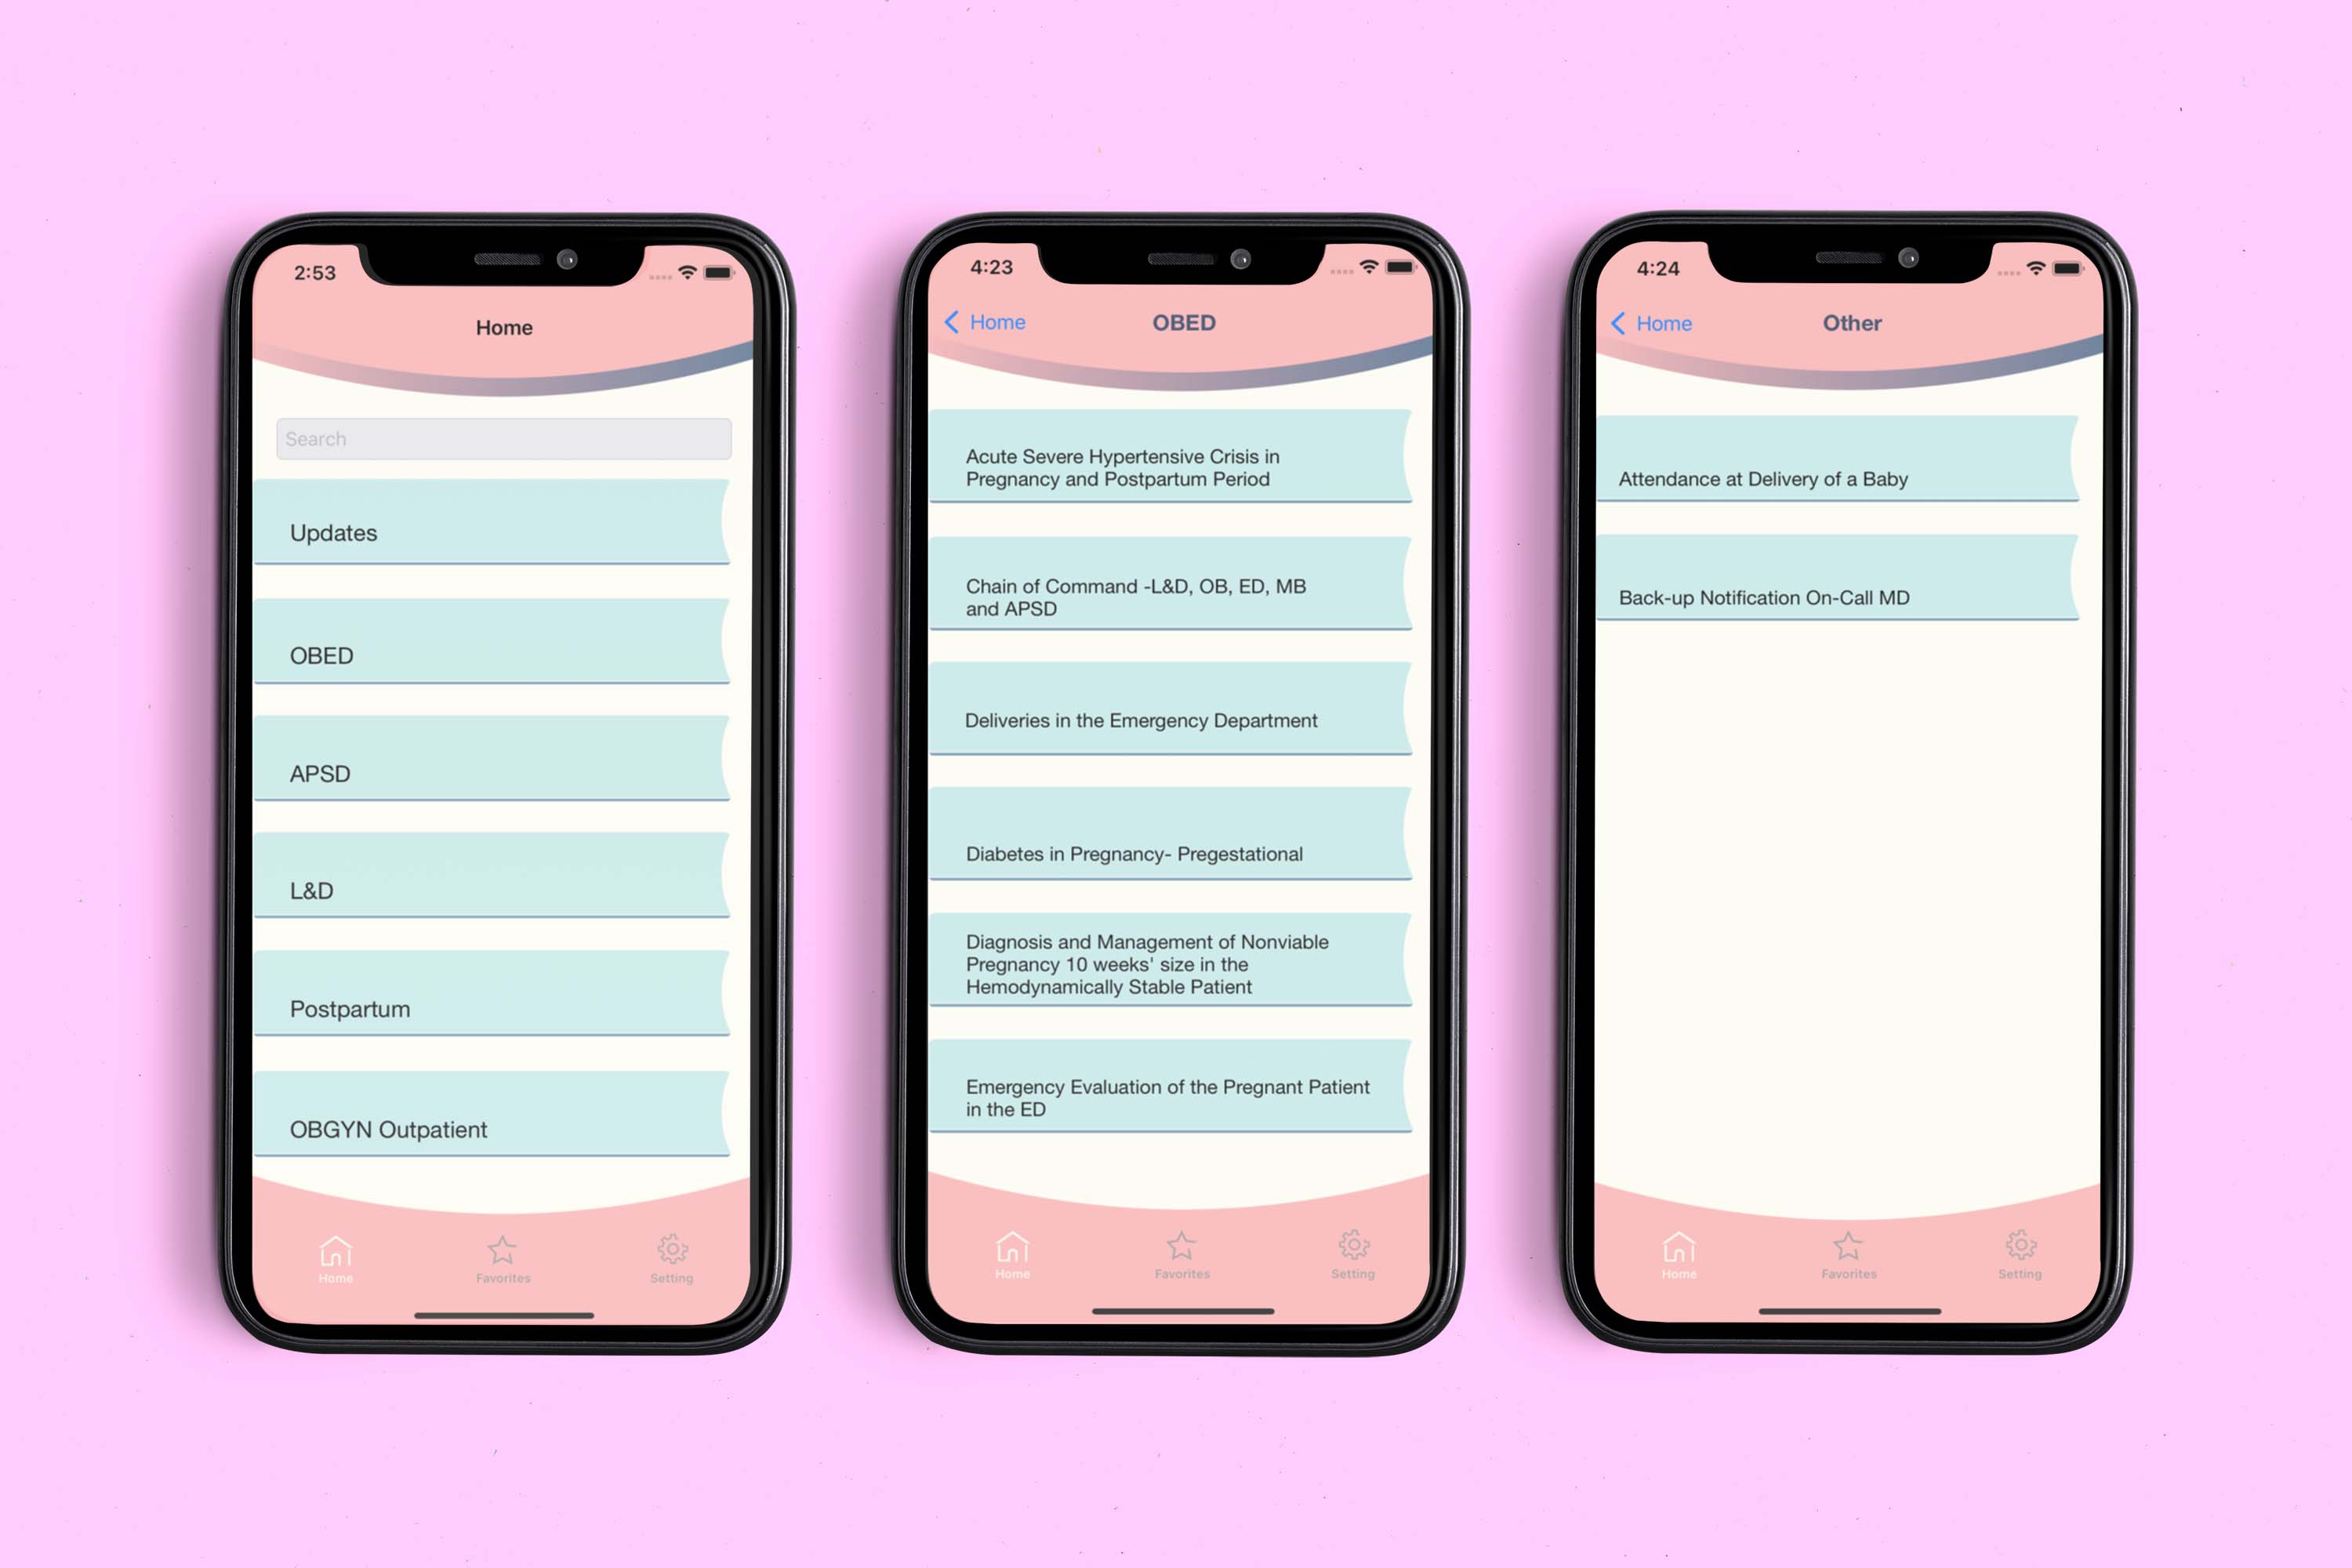 2:53
Home
Search
Updates
OBED
APSD
L&D
Postpartum
OBGYN Outpatient
Home
Favorites
Setting
4:23
Home
OBED
Acute Severe Hypertensive Crisis in
Pregnancy and Postpartum Period
Chain of Command -L&D, OB, ED, MB
and APSD
Deliveries in the Emergency Department
Diabetes in Pregnancy- Pregestational
Diagnosis and Management of Nonviable
Pregnancy 10 weeks' size in the
Hemodynamically Stable Patient
Emergency Evaluation of the Pregnant Patient
in the ED
Home
Favorites
Setting
4:24
Home
Other
Attendance at Delivery of a Baby
Back-up Notification On-Call MD
Home
Favorites
Setting